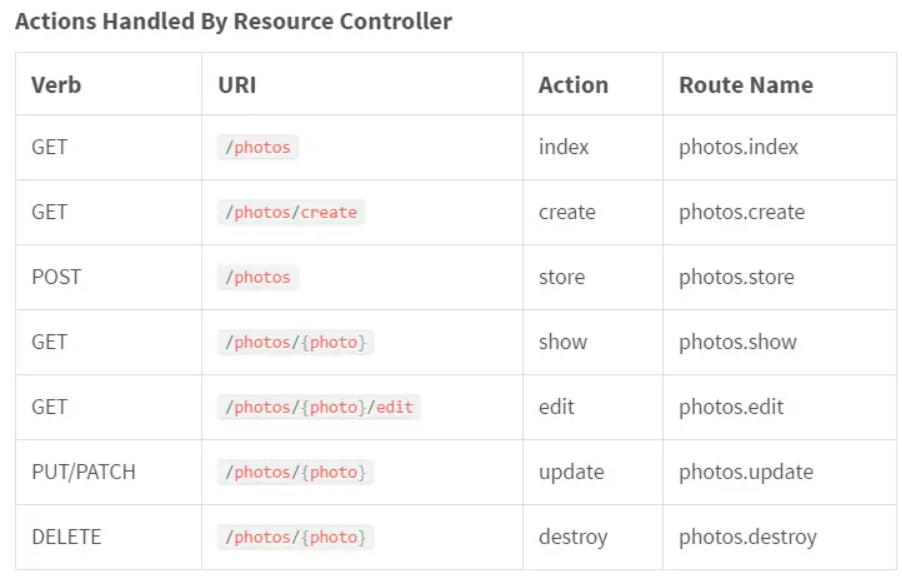 Actions Handled By Resource Controller
Verb URI Action Route Name
GET /photos index photos.index
GET /photos/create create photos.create
POST /photos store photos.store
GET /photos/{photo} show photos.show
GET /photos/{photo}/edit edit photos.edit
PUT/PATCH /photos/{photo} update photos.update
DELETE /photos/{photo} destroy photos.destroy